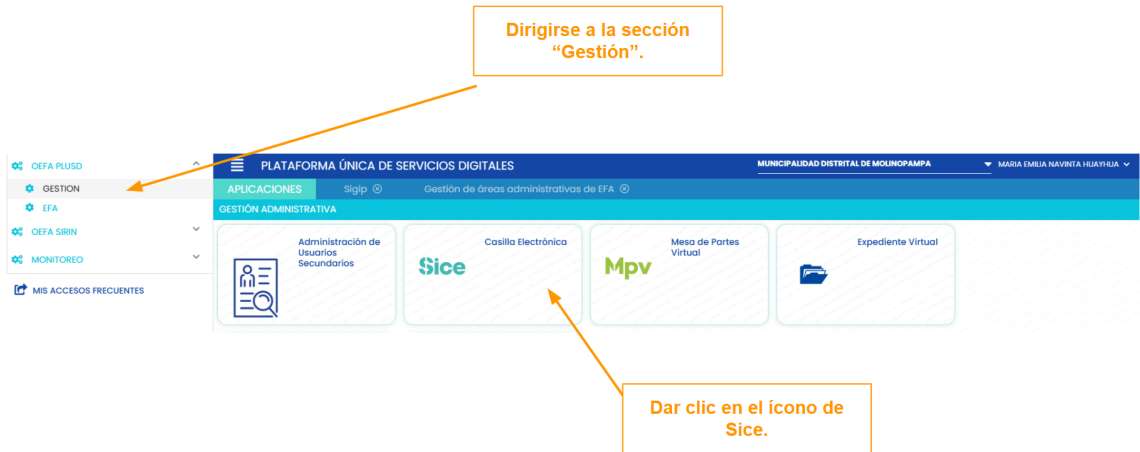 Dirigirse a la sección
“Gestión”.
OEFA PLUSD
GESTION
EFA
OEFA SIRIN
MONITOREO
MIS ACCESOS FRECUENTES
PLATAFORMA ÚNICA DE SERVICIOS DIGITALES
MUNICIPALIDAD DISTRITAL DE MOLINOPAMPA
MARIA EMILIA NAVINTA HUAYHUA
APLICACIONES
Sigip
Gestión de áreas administrativas de EFA
GESTIÓN ADMINISTRATIVA
Administración de
Usuarios
Secundarios
Casilla Electrónica
Sice
Mesa de Partes
Virtual
Mpv
Expediente Virtual
Dar clic en el ícono de
Sice.